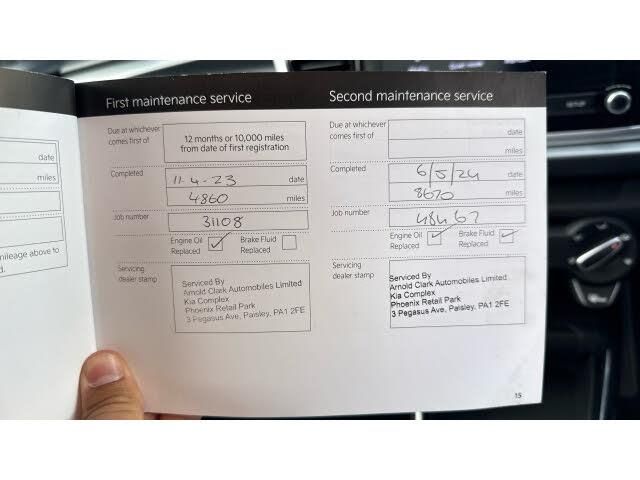 date
miles
mileage above to
First maintenance service
Due at whichever
comes first of
12 months or 10,000 miles
from date of first registration
Completed
11-4-23 date
4860 miles
Job number
31108
Engine Oil
Replaced
Brake Fluid
Replaced
Servicing
dealer stamp
Serviced By
Arnold Clark Automobiles Limited
Kia Complex
Phoenix Retail Park
3 Pegasus Ave, Paisley, PA1 2FE
Second maintenance service
Due at whichever
comes first of
date
miles
Completed
6/5/24 date
8670 miles
Job number
48467
Engine Oil
Replaced
Brake Fluid
Replaced
Servicing
dealer stamp
Serviced By
Arnold Clark Automobiles Limited
Kia Complex
Phoenix Retail Park
3 Pegasus Ave, Paisley, PA1 2FE
15